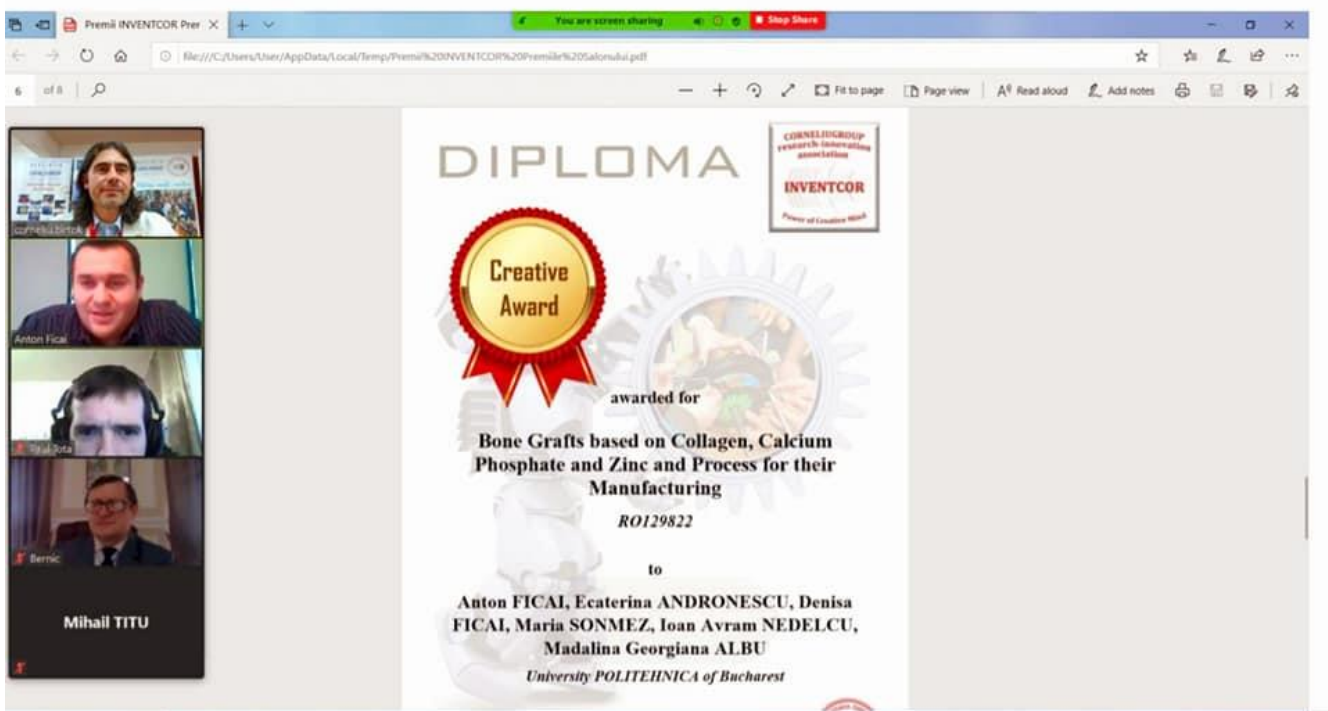 Premii INVENTCOR Prer
You are screen sharing
Stop Share
file:///C:/Users/User/AppData/Local/Temp/Premii%20INVENTCOR%20Premiile%20Salonului.pdf
6 of 8
Fit to page
Page view
Read aloud
Add notes
corneliu.birtok
Anton Ficai
Bernic
Mihail TITU
DIPLOMA
CORNELIUGROUP
research-innovation
association
INVENTCOR
Power of Creative Mind
Creative
Award
awarded for
Bone Grafts based on Collagen, Calcium
Phosphate and Zinc and Process for their
Manufacturing
RO129822
to
Anton FICAI, Ecaterina ANDRONESCU, Denisa
FICAI, Maria SONMEZ, Ioan Avram NEDELCU,
Madalina Georgiana ALBU
University POLITEHNICA of Bucharest